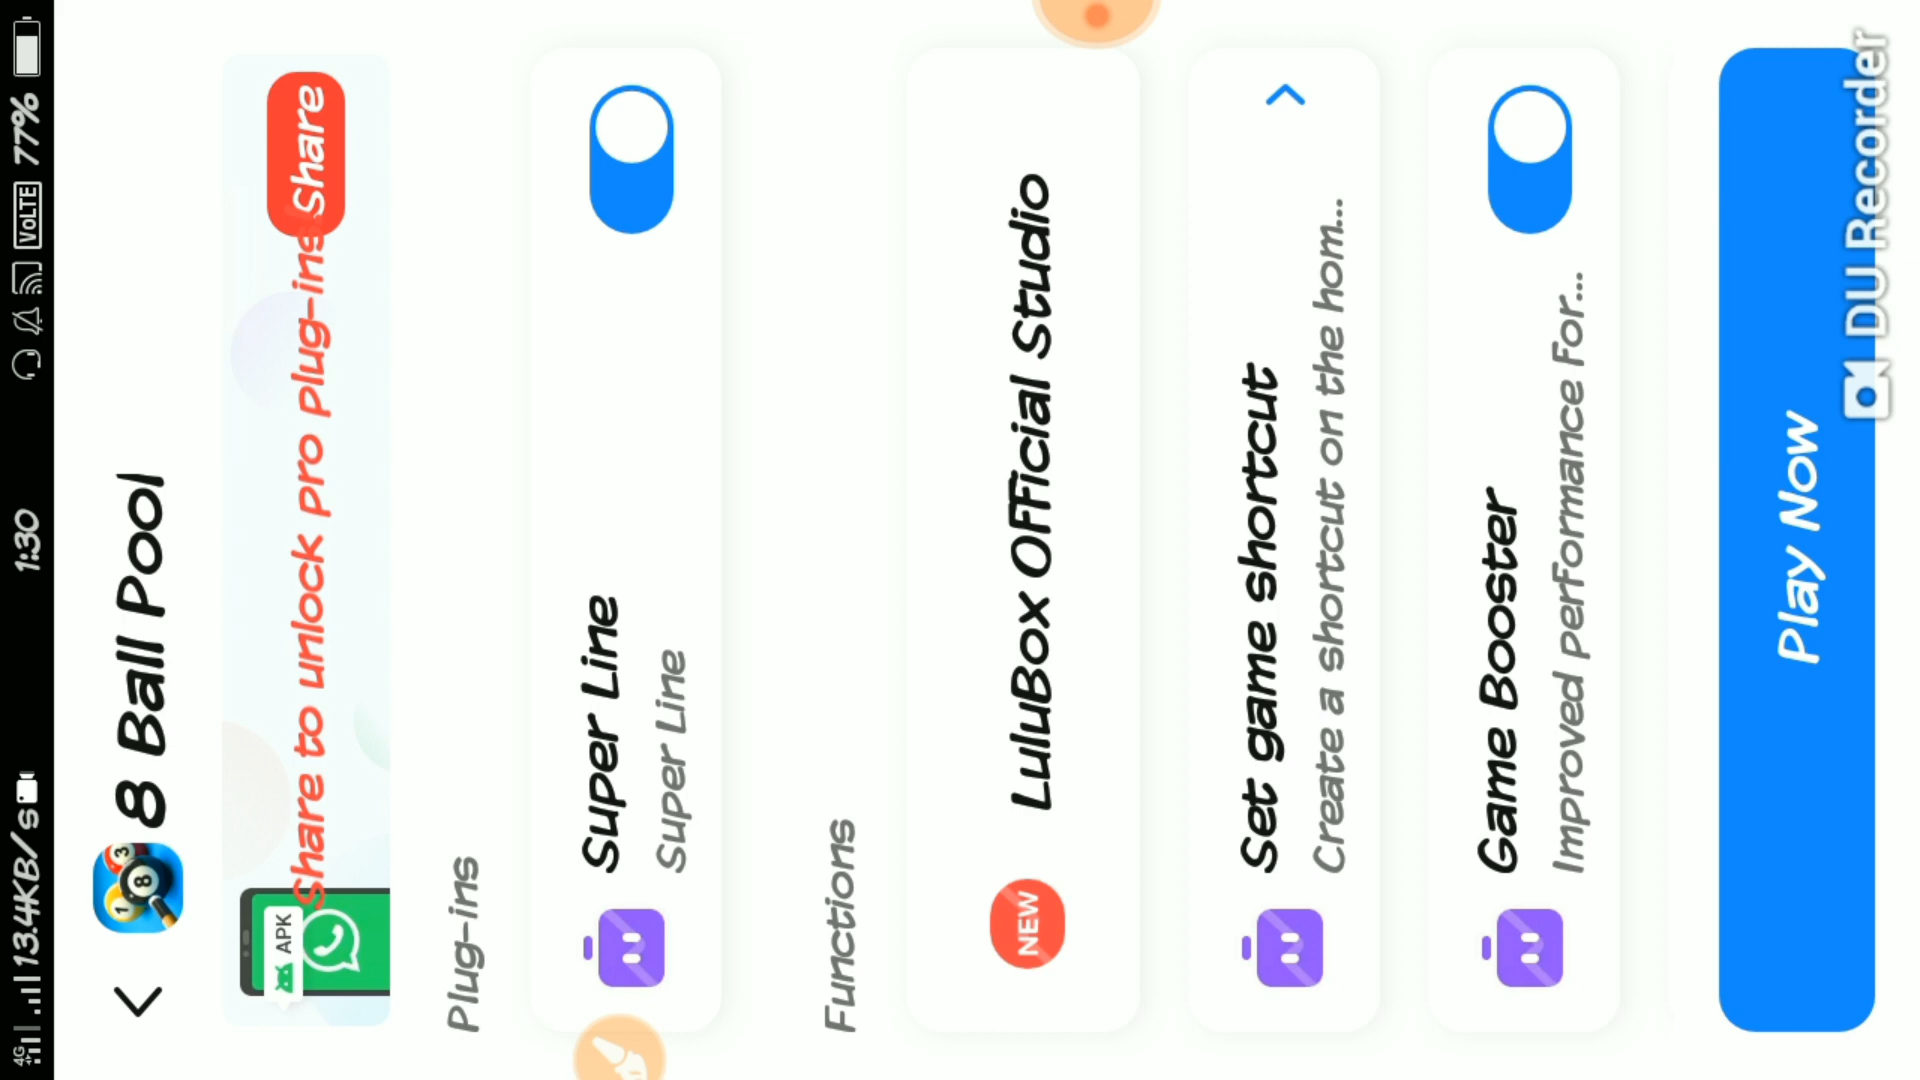 4G 13.4KB/s 1:30 VoLTE 77%
8 Ball Pool
APK
Share to unlock pro plug-ins Share
Plug-ins
Super Line
Super Line
Functions
NEW LuluBox Official Studio
Set game shortcut
Create a shortcut on the hom...
Game Booster
Improved performance for...
Play Now
DU Recorder